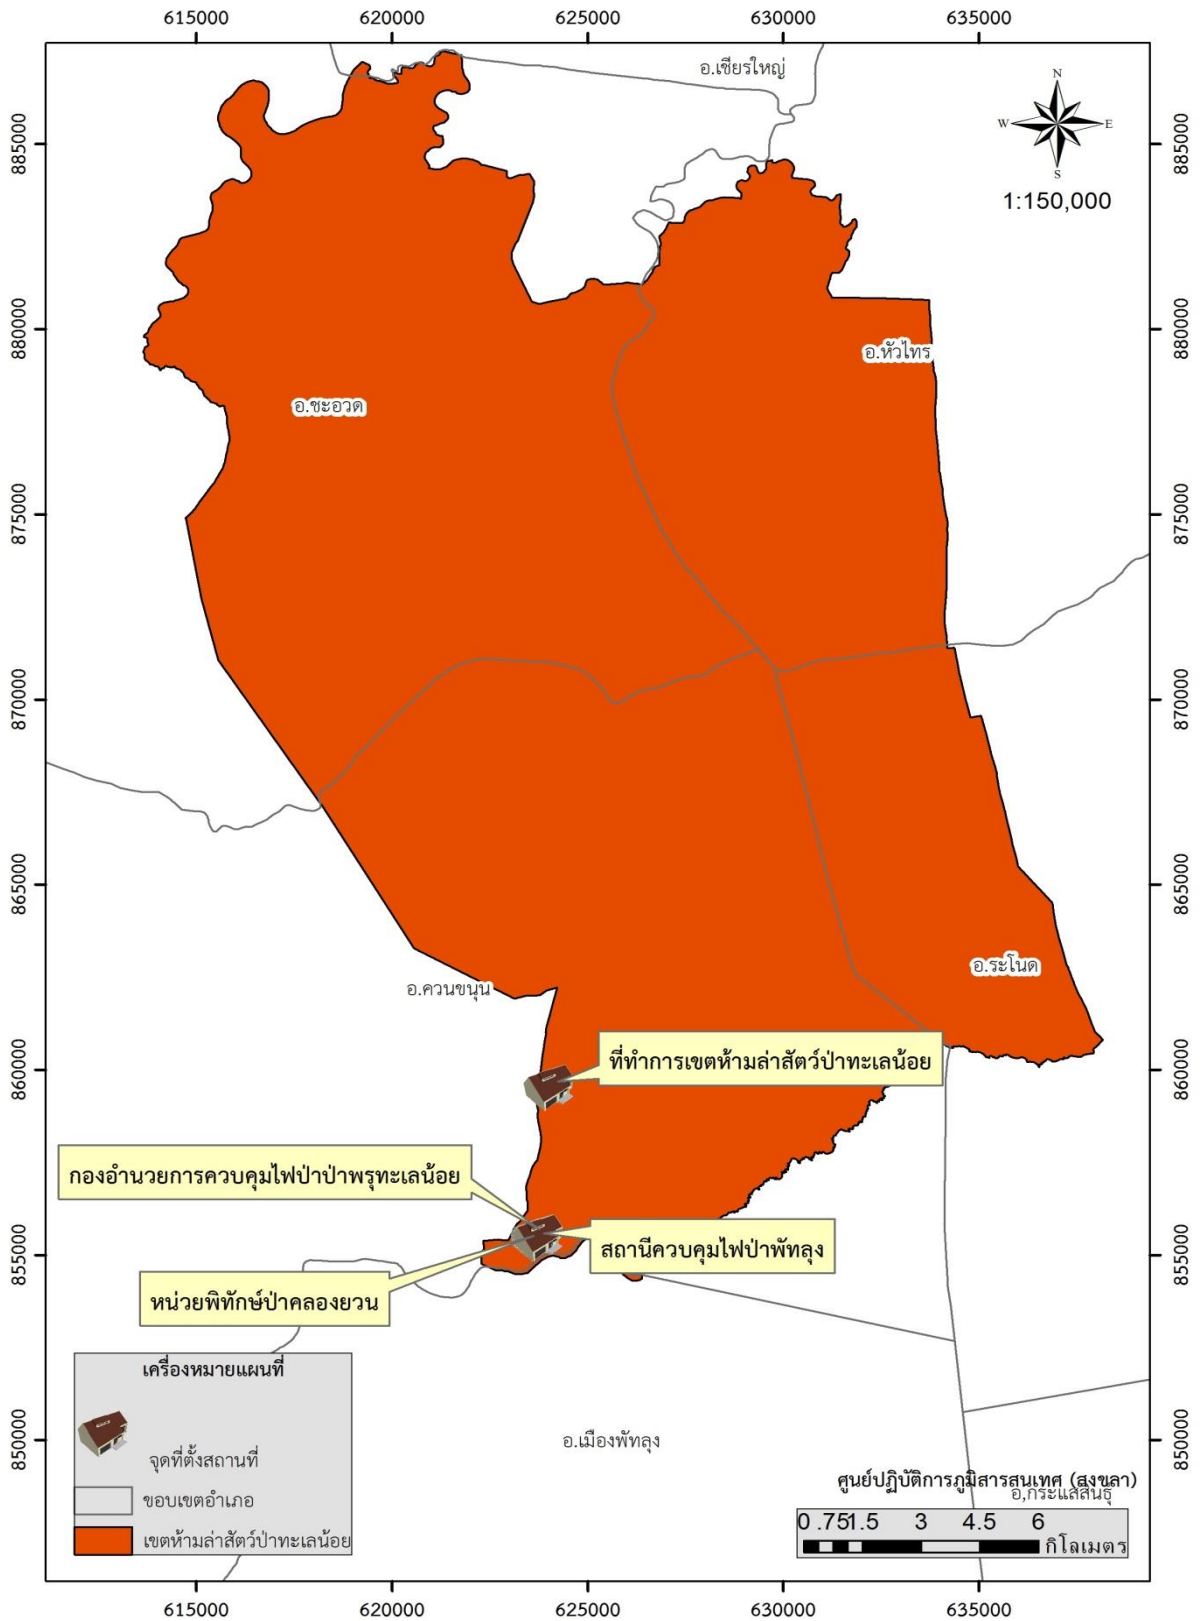 615000 620000 625000 630000 635000
อ.เชียรใหญ่
N
W E
S
1:150,000
885000 885000
880000 880000
อ.หัวไทร
อ.ชะอวด
875000 875000
870000 870000
865000 865000
อ.ระโนด
อ.ควนขนุน
ที่ทำการเขตห้ามล่าสัตว์ป่าทะเลน้อย
860000 860000
กองอำนวยการควบคุมไฟป่าป่าพรุทะเลน้อย
สถานีควบคุมไฟป่าพัทลุง
855000 855000
หน่วยพิทักษ์ป่าคลองยวน
เครื่องหมายแผนที่
จุดที่ตั้งสถานที่
ขอบเขตอำเภอ
เขตห้ามล่าสัตว์ป่าทะเลน้อย
850000 850000
อ.เมืองพัทลุง
ศูนย์ปฏิบัติการภูมิสารสนเทศ (สงขลา)
อ.กระแสสินธุ์
0 .75 1.5 3 4.5 6
กิโลเมตร
615000 620000 625000 630000 635000